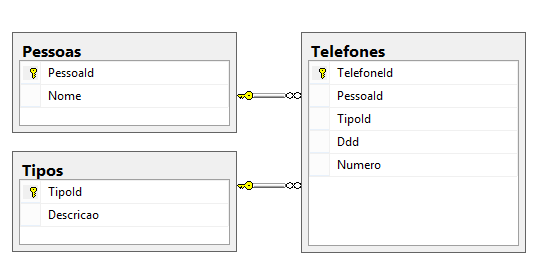 Pessoas
PessoaId
Nome
Tipos
TipoId
Descricao
Telefones
TelefoneId
PessoaId
TipoId
Ddd
Numero